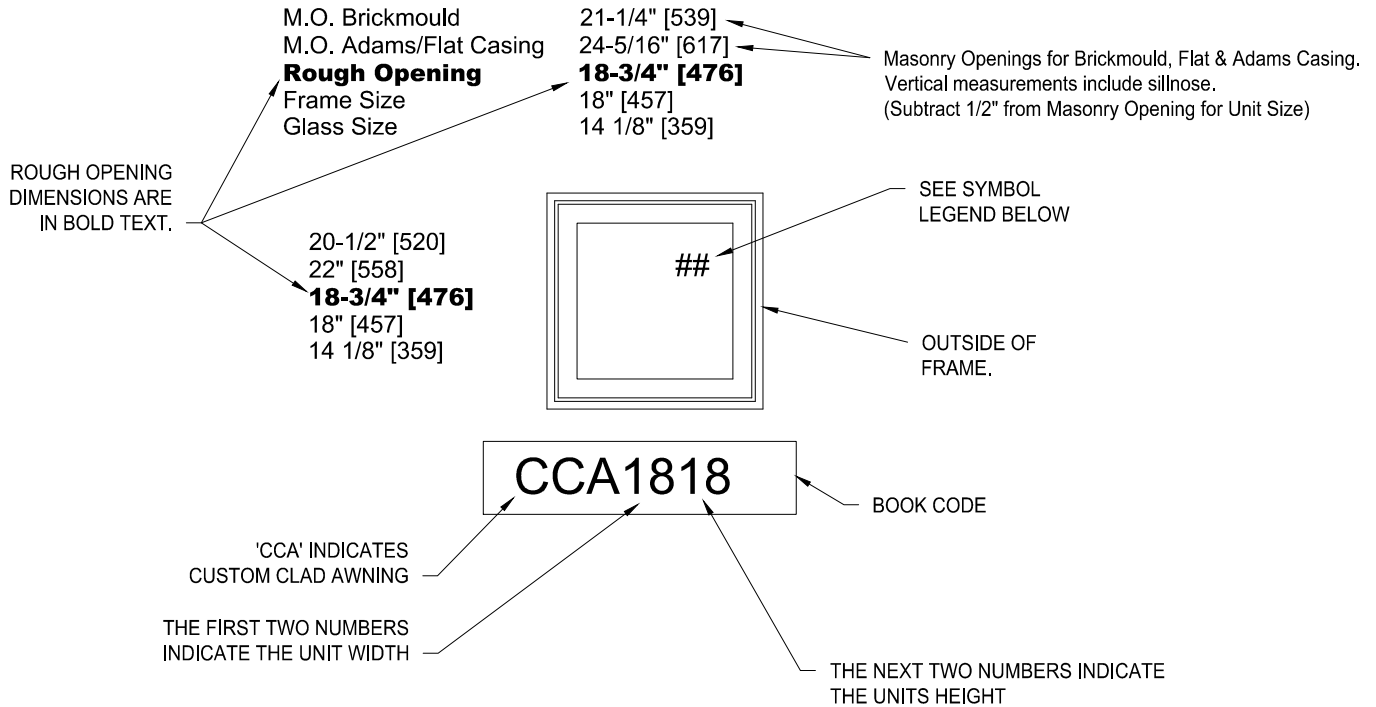 M.O. Brickmould 21-1/4" [539]
M.O. Adams/Flat Casing 24-5/16" [617]
Rough Opening 18-3/4" [476]
Frame Size 18" [457]
Glass Size 14 1/8" [359]
Masonry Openings for Brickmould, Flat & Adams Casing.
Vertical measurements include sillnose.
(Subtract 1/2" from Masonry Opening for Unit Size)
ROUGH OPENING
DIMENSIONS ARE
IN BOLD TEXT.
SEE SYMBOL
LEGEND BELOW
20-1/2" [520]
22" [558]
18-3/4" [476]
18" [457]
14 1/8" [359]
##
OUTSIDE OF
FRAME.
CCA1818
BOOK CODE
'CCA' INDICATES
CUSTOM CLAD AWNING
THE FIRST TWO NUMBERS
INDICATE THE UNIT WIDTH
THE NEXT TWO NUMBERS INDICATE
THE UNITS HEIGHT